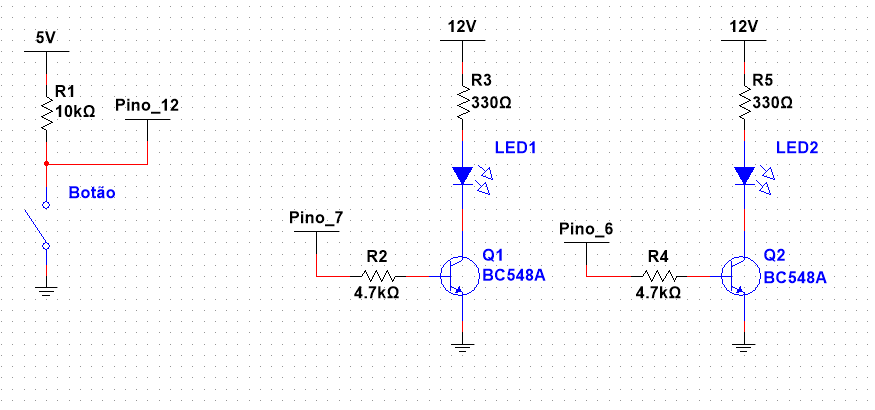 5V
R1
10kΩ
Pino_12
Botão
12V
R3
330Ω
LED1
Pino_7
R2
4.7kΩ
Q1
BC548A
12V
R5
330Ω
LED2
Pino_6
R4
4.7kΩ
Q2
BC548A